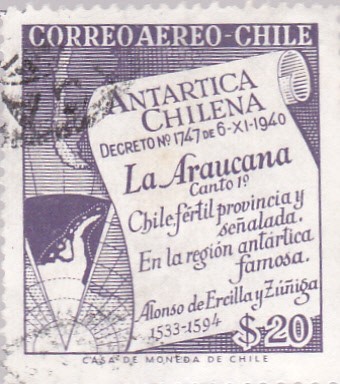 CORREO AEREO - CHILE
ANTARTICA
CHILENA
DECRETO Nº 1747 DE 6-XI-1940
La Araucana
Canto 1º
Chile fértil provincia y
señalada.
En la región antártica
famosa.
Alonso de Ercilla y Zúñiga
1533-1594
$ 20
CASA DE MONEDA DE CHILE